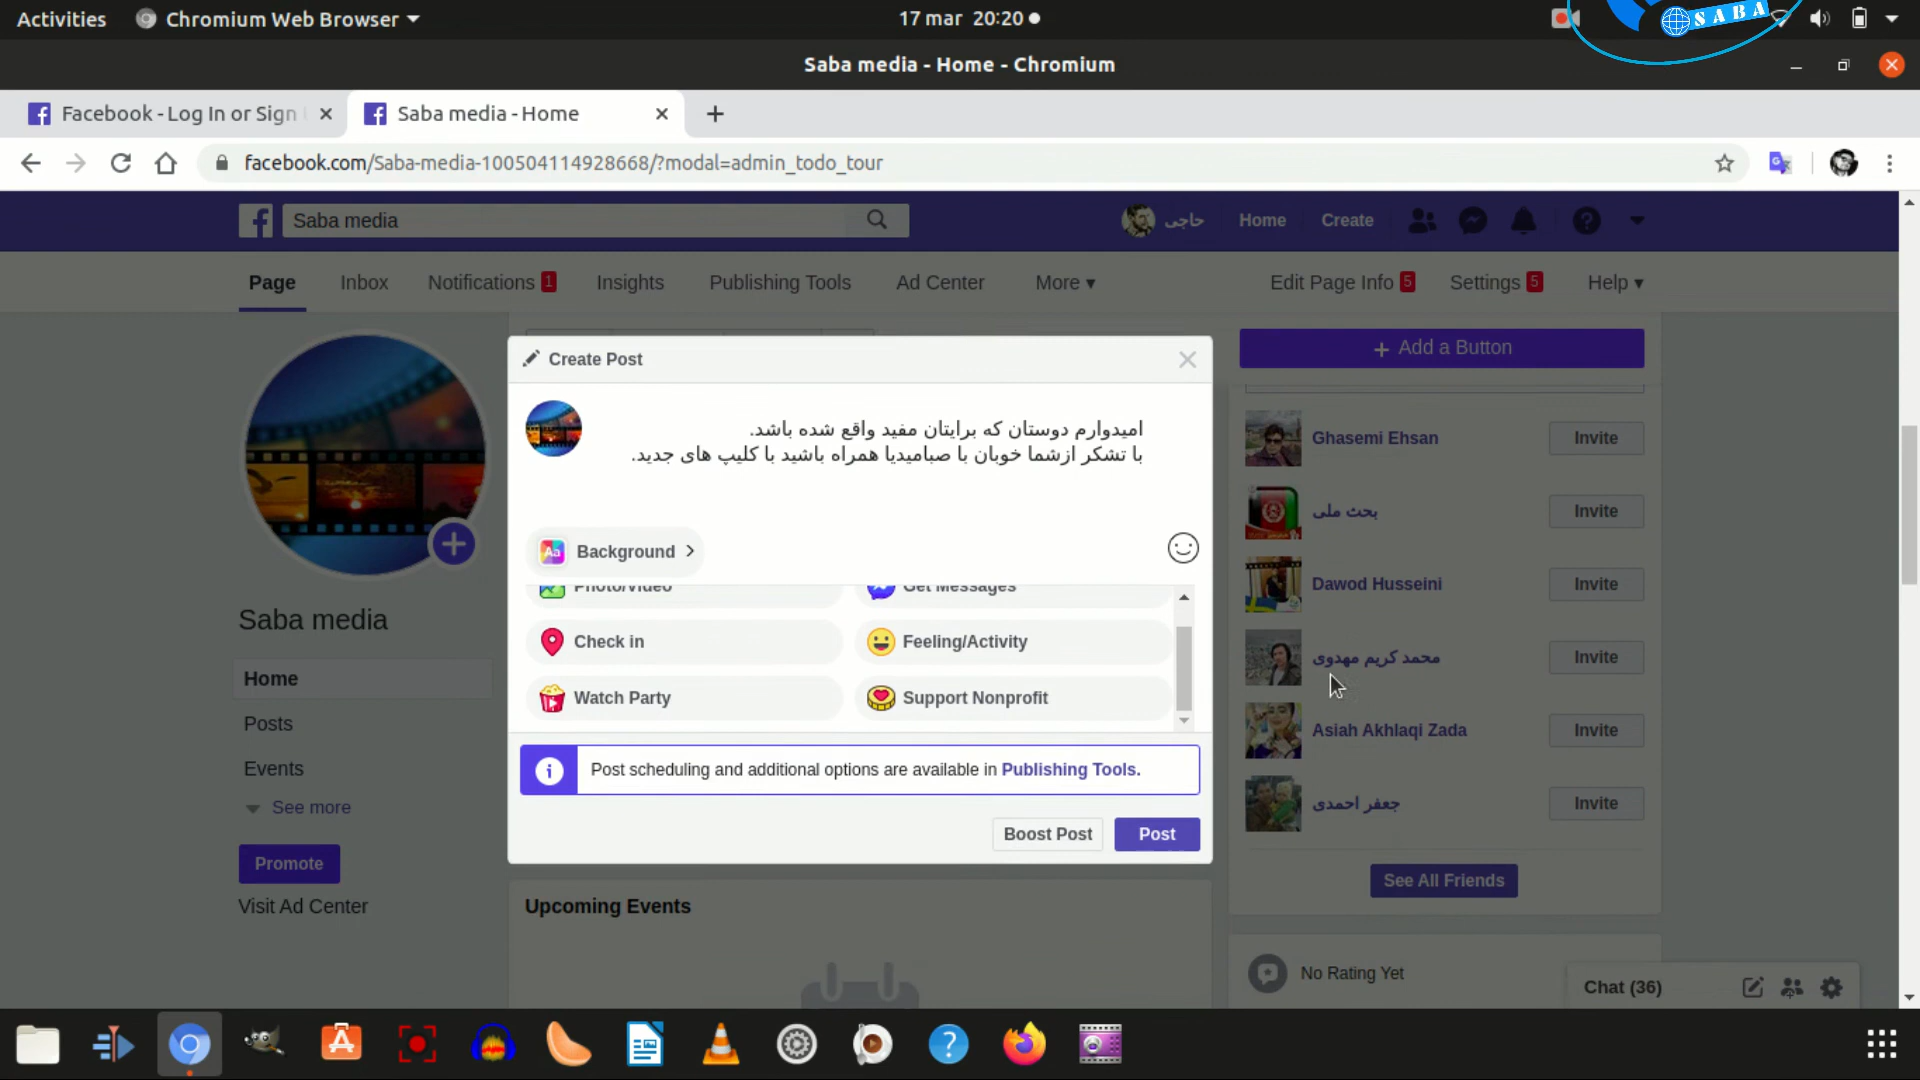 Activities
Chromium Web Browser
17 mar 20:20
SABA
Saba media - Home - Chromium
Facebook - Log In or Sign
Saba media - Home
facebook.com/Saba-media-100504114928668/?modal=admin_todo_tour
Saba media
حاجی
Home
Create
Page
Inbox
Notifications 1
Insights
Publishing Tools
Ad Center
More
Edit Page Info 5
Settings 5
Help
+ Add a Button
Create Post
امیدوارم دوستان که برایتان مفید واقع شده باشد.
با تشکر ازشما خوبان با صبامیدیا همراه باشید با کلیپ های جدید.
Aa Background
Photo/Video
Get Messages
Check in
Feeling/Activity
Watch Party
Support Nonprofit
Post scheduling and additional options are available in Publishing Tools.
Boost Post
Post
Saba media
Home
Posts
Events
See more
Promote
Visit Ad Center
Upcoming Events
Ghasemi Ehsan
Invite
بحث ملی
Invite
Dawod Husseini
Invite
محمد کریم مهدوی
Invite
Asiah Akhlaqi Zada
Invite
جعفر احمدی
Invite
See All Friends
No Rating Yet
Chat (36)